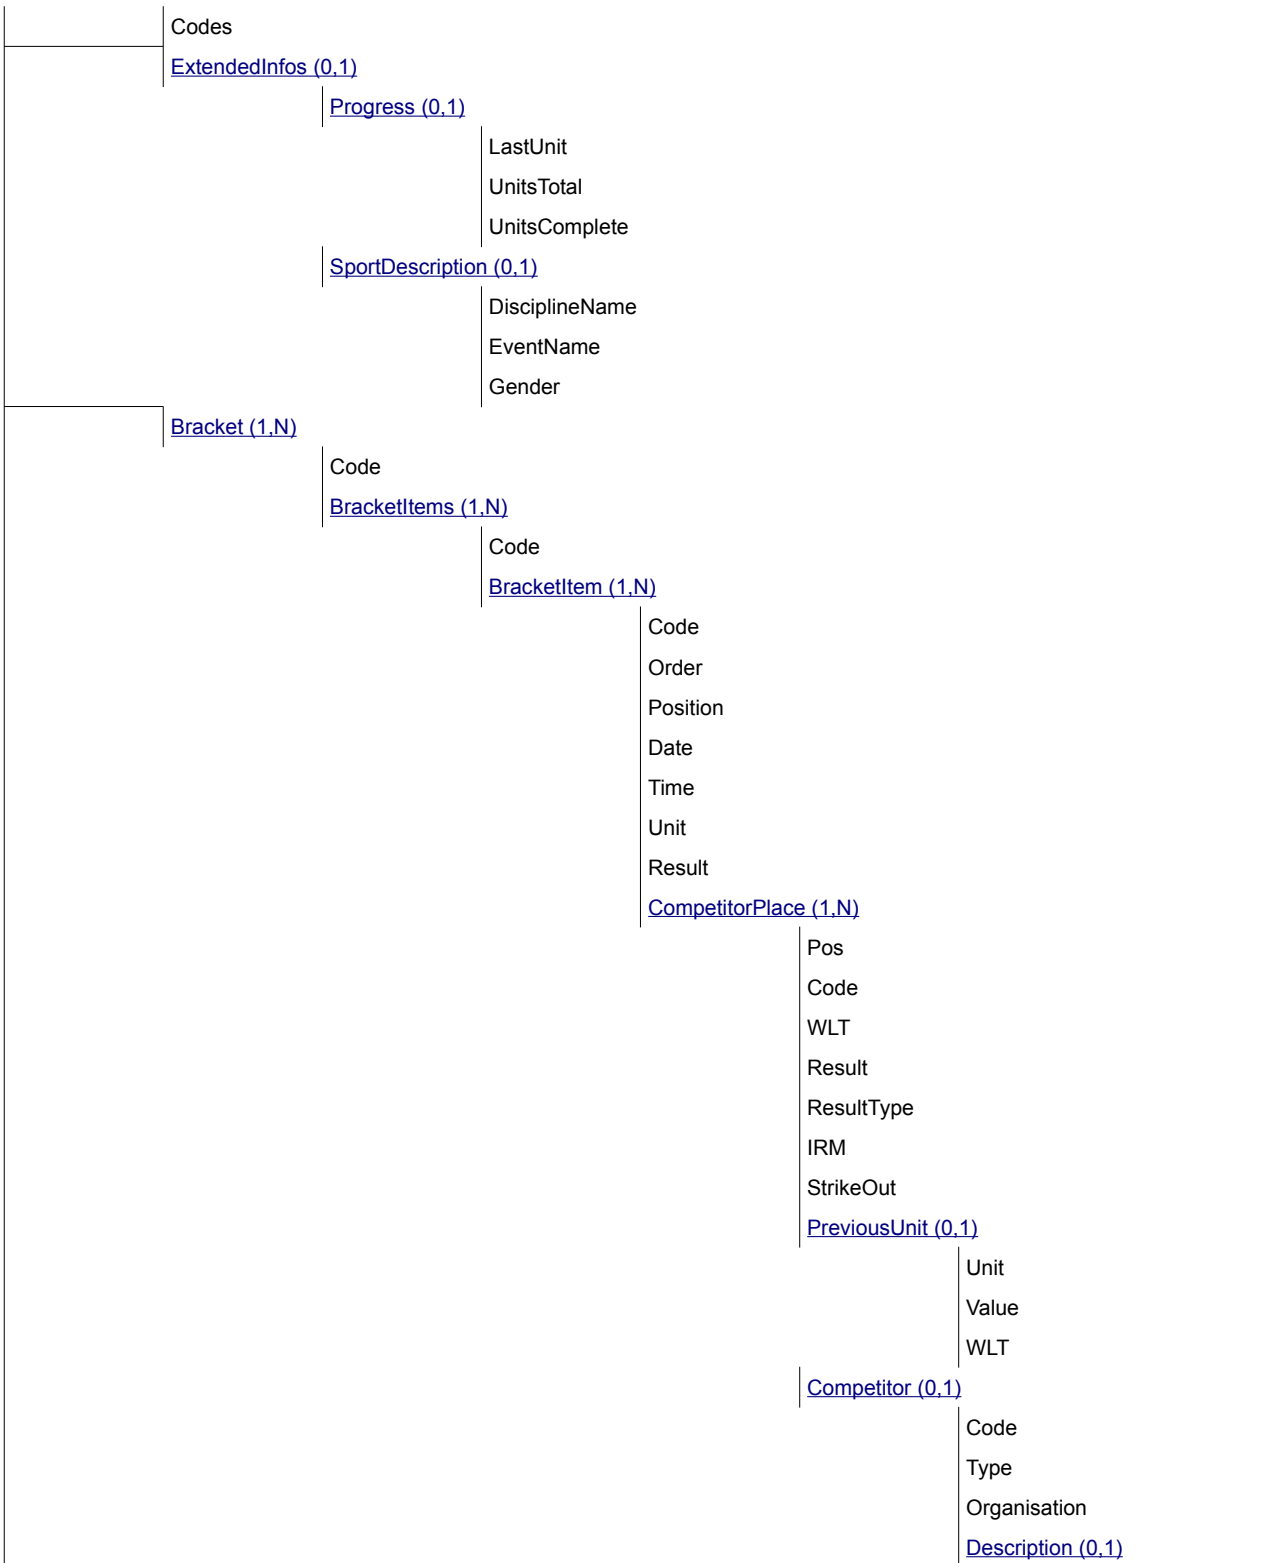 Codes
ExtendedInfos (0,1)
Progress (0,1)
LastUnit
UnitsTotal
UnitsComplete
SportDescription (0,1)
DisciplineName
EventName
Gender
Bracket (1,N)
Code
BracketItems (1,N)
Code
BracketItem (1,N)
Code
Order
Position
Date
Time
Unit
Result
CompetitorPlace (1,N)
Pos
Code
WLT
Result
ResultType
IRM
StrikeOut
PreviousUnit (0,1)
Unit
Value
WLT
Competitor (0,1)
Code
Type
Organisation
Description (0,1)